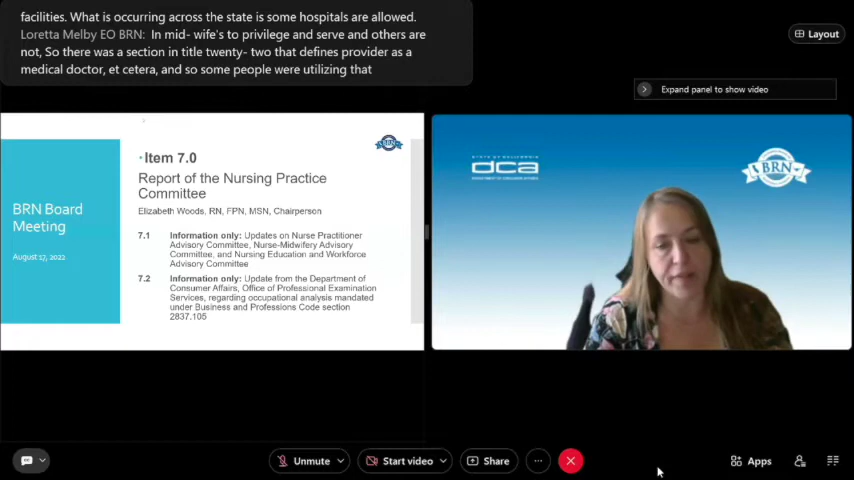 facilities. What is occurring across the state is some hospitals are allowed.
Loretta Melby EO BRN: In mid- wife's to privilege and serve and others are
not, So there was a section in title twenty- two that defines provider as a
medical doctor, et cetera, and so some people were utilizing that
Layout
Expand panel to show video
BRN Board
Meeting
August 17, 2022
BRN
• Item 7.0
Report of the Nursing Practice
Committee
Elizabeth Woods, RN, FPN, MSN, Chairperson
7.1 Information only: Updates on Nurse Practitioner
Advisory Committee, Nurse-Midwifery Advisory
Committee, and Nursing Education and Workforce
Advisory Committee
7.2 Information only: Update from the Department of
Consumer Affairs, Office of Professional Examination
Services, regarding occupational analysis mandated
under Business and Professions Code section
2837.105
STATE OF CALIFORNIA
dca
DEPARTMENT OF CONSUMER AFFAIRS
BRN
Unmute
Start video
Share
Apps